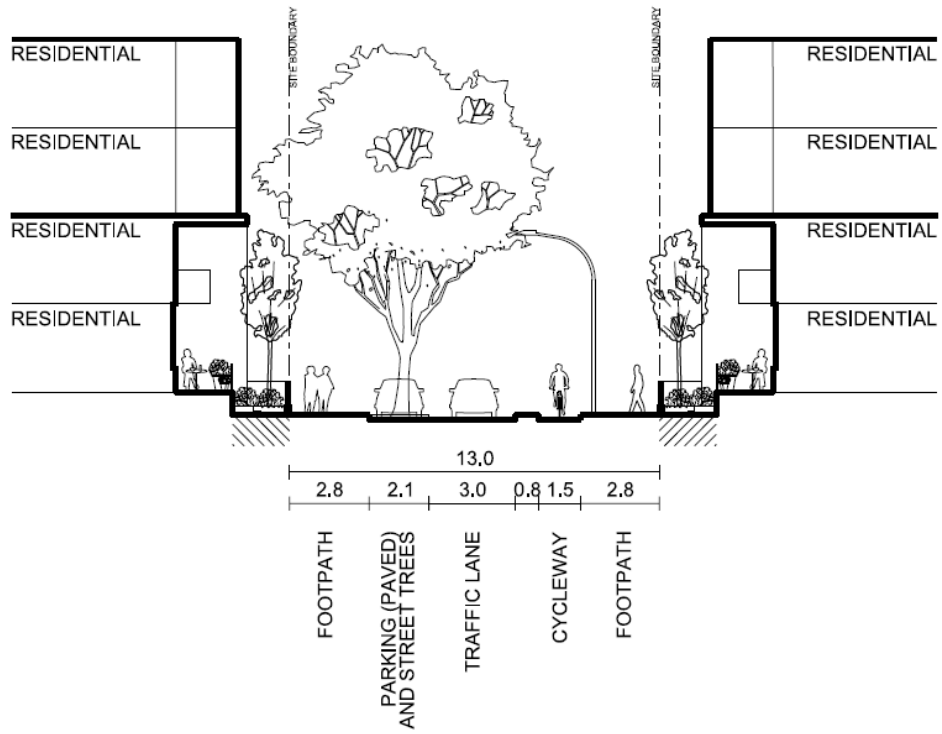 SITE BOUNDARY
SITE BOUNDARY
RESIDENTIAL
RESIDENTIAL
RESIDENTIAL
RESIDENTIAL
RESIDENTIAL
RESIDENTIAL
RESIDENTIAL
RESIDENTIAL
13.0
2.8 2.1 3.0 0.8 1.5 2.8
FOOTPATH
PARKING (PAVED)
AND STREET TREES
TRAFFIC LANE
CYCLEWAY
FOOTPATH